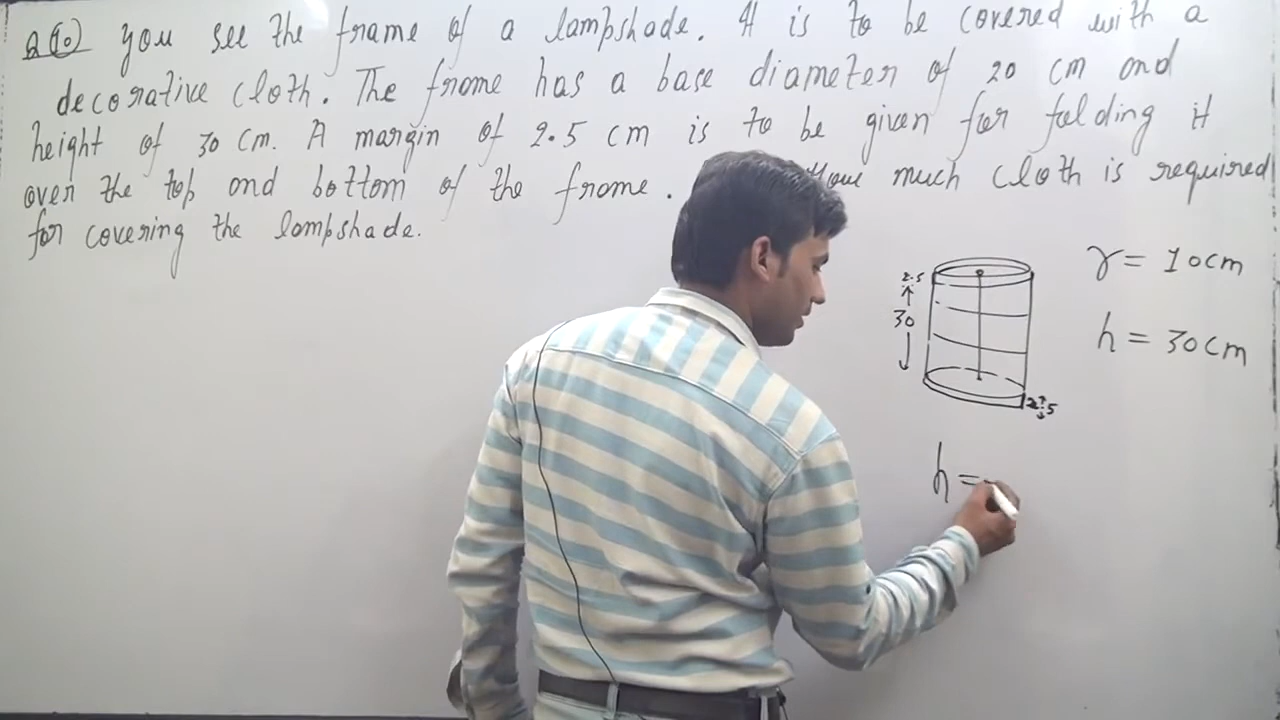 Q(10) you see the frame of a lampshade. It is to be covered with a
decorative cloth. The frame has a base diameter of 20 cm and
height of 30 cm. A margin of 2.5 cm is to be given for folding it
over the top and bottom of the frame. How much cloth is required
for covering the lampshade.
2.5
30
2.5
r = 10cm
h = 30cm
h =